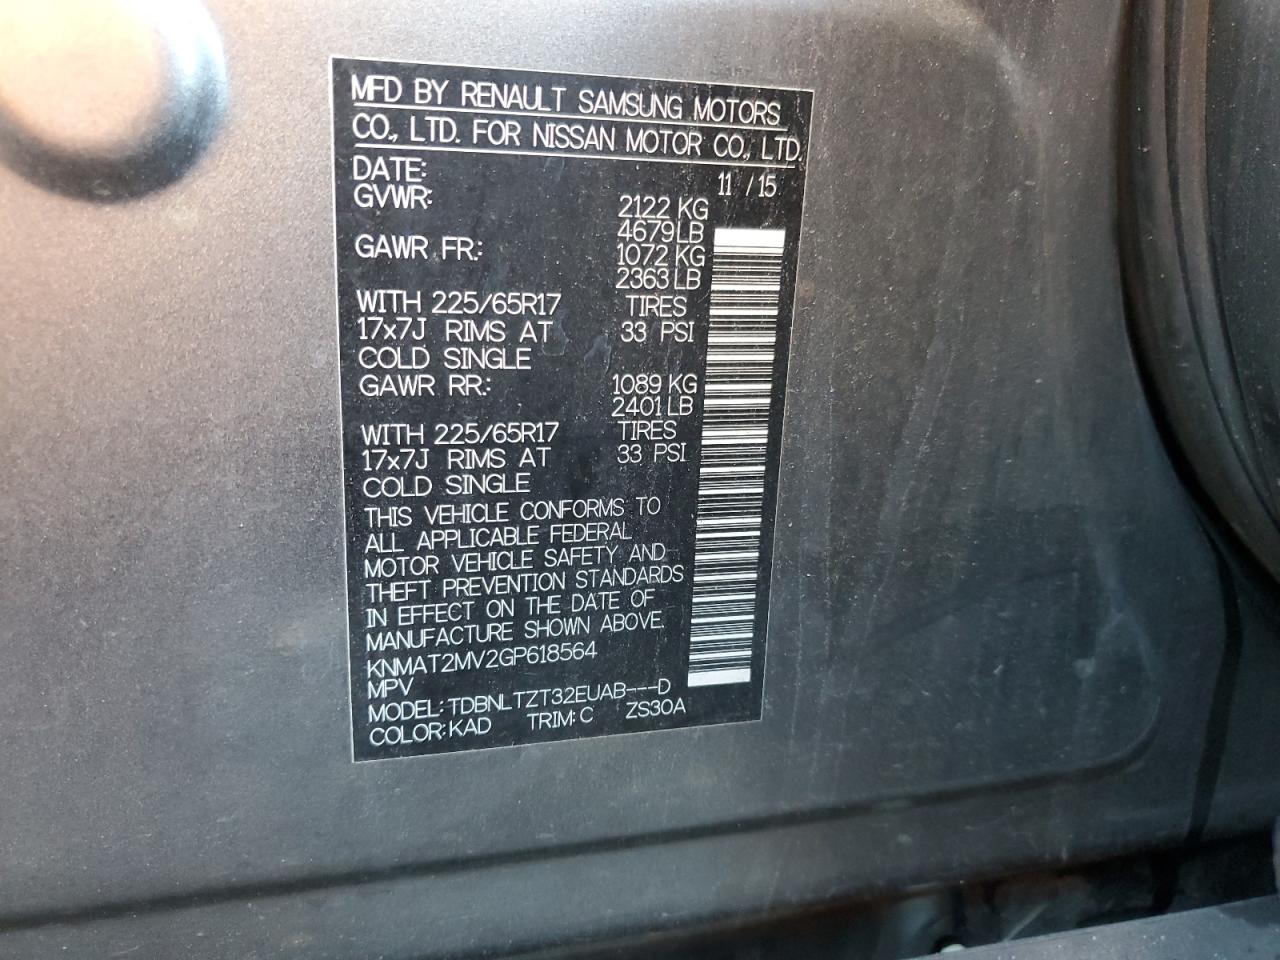 MFD BY RENAULT SAMSUNG MOTORS
CO., LTD. FOR NISSAN MOTOR CO., LTD.
DATE: 11 / 15
GVWR: 2122 KG
4679 LB
GAWR FR: 1072 KG
2363 LB
WITH 225/65R17 TIRES
17x7J RIMS AT 33 PSI
COLD SINGLE
GAWR RR: 1089 KG
2401 LB
WITH 225/65R17 TIRES
17x7J RIMS AT 33 PSI
COLD SINGLE
THIS VEHICLE CONFORMS TO
ALL APPLICABLE FEDERAL
MOTOR VEHICLE SAFETY AND
THEFT PREVENTION STANDARDS
IN EFFECT ON THE DATE OF
MANUFACTURE SHOWN ABOVE.
KNMAT2MV2GP618564
MPV
MODEL: TDBNLTZT32EUAB---D
COLOR: KAD TRIM: C ZS30A